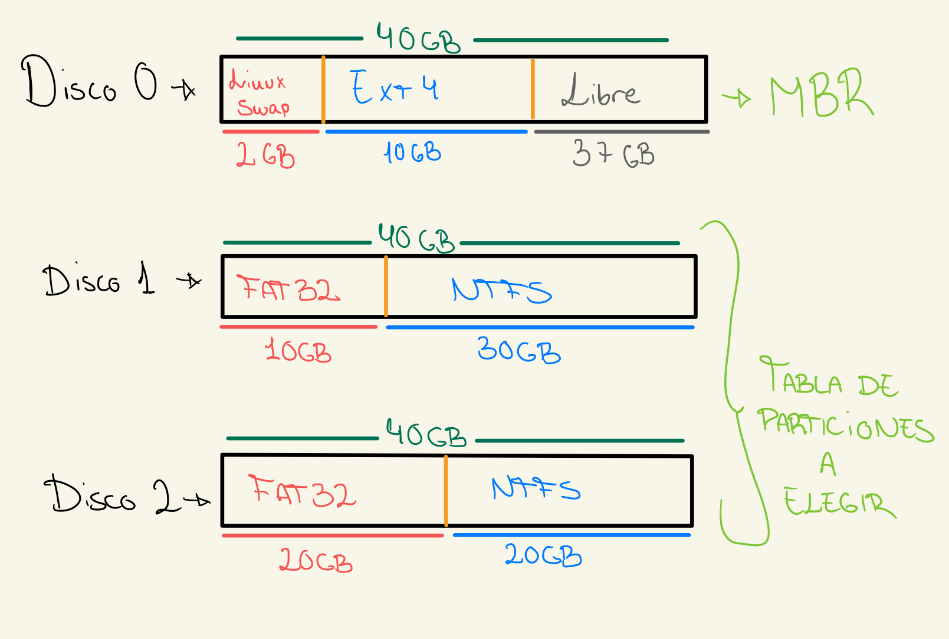 40GB
Disco 0 → Linux Swap Ext4 Libre → MBR
2GB 10GB 37GB
40GB
Disco 1 → FAT32 NTFS
10GB 30GB
TABLA DE
PARTICIONES
A
ELEGIR
40GB
Disco 2 → FAT32 NTFS
20GB 20GB